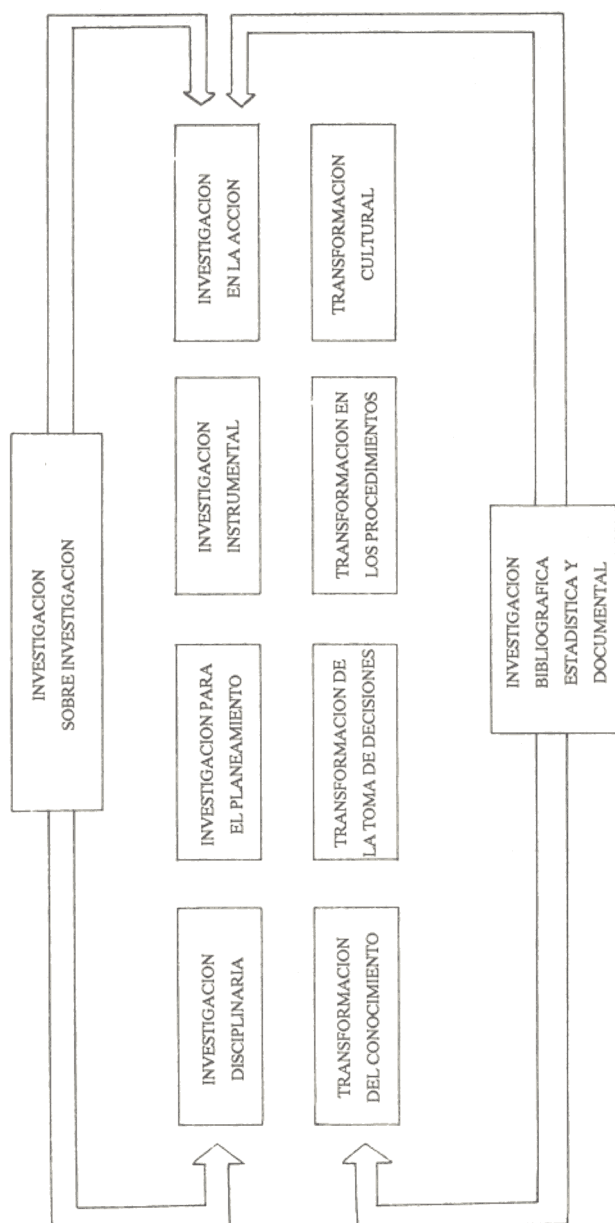 INVESTIGACION
SOBRE INVESTIGACION
INVESTIGACION
DISCIPLINARIA
INVESTIGACION PARA
EL PLANEAMIENTO
INVESTIGACION
INSTRUMENTAL
INVESTIGACION
EN LA ACCION
TRANSFORMACION
DEL CONOCIMIENTO
TRANSFORMACION DE
LA TOMA DE DECISIONES
TRANSFORMACION EN
LOS PROCEDIMIENTOS
TRANSFORMACION
CULTURAL
INVESTIGACION
BIBLIOGRAFICA
ESTADISTICA Y
DOCUMENTAL